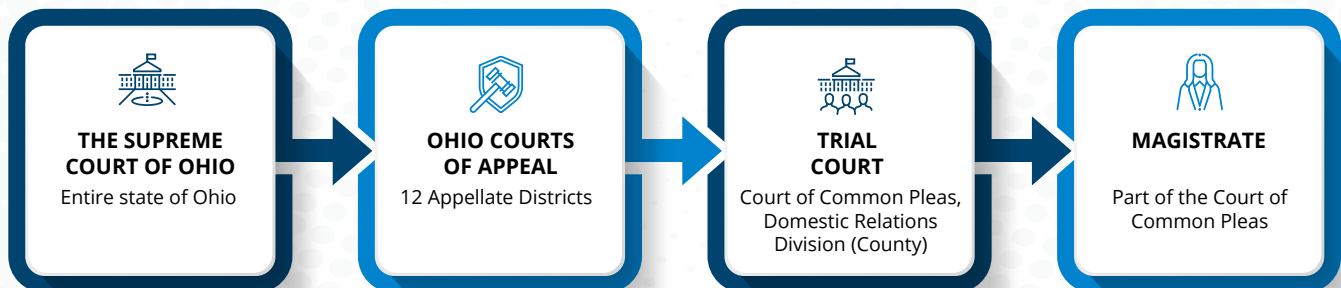 THE SUPREME
COURT OF OHIO
Entire state of Ohio
OHIO COURTS
OF APPEAL
12 Appellate Districts
TRIAL
COURT
Court of Common Pleas,
Domestic Relations
Division (County)
MAGISTRATE
Part of the Court of
Common Pleas